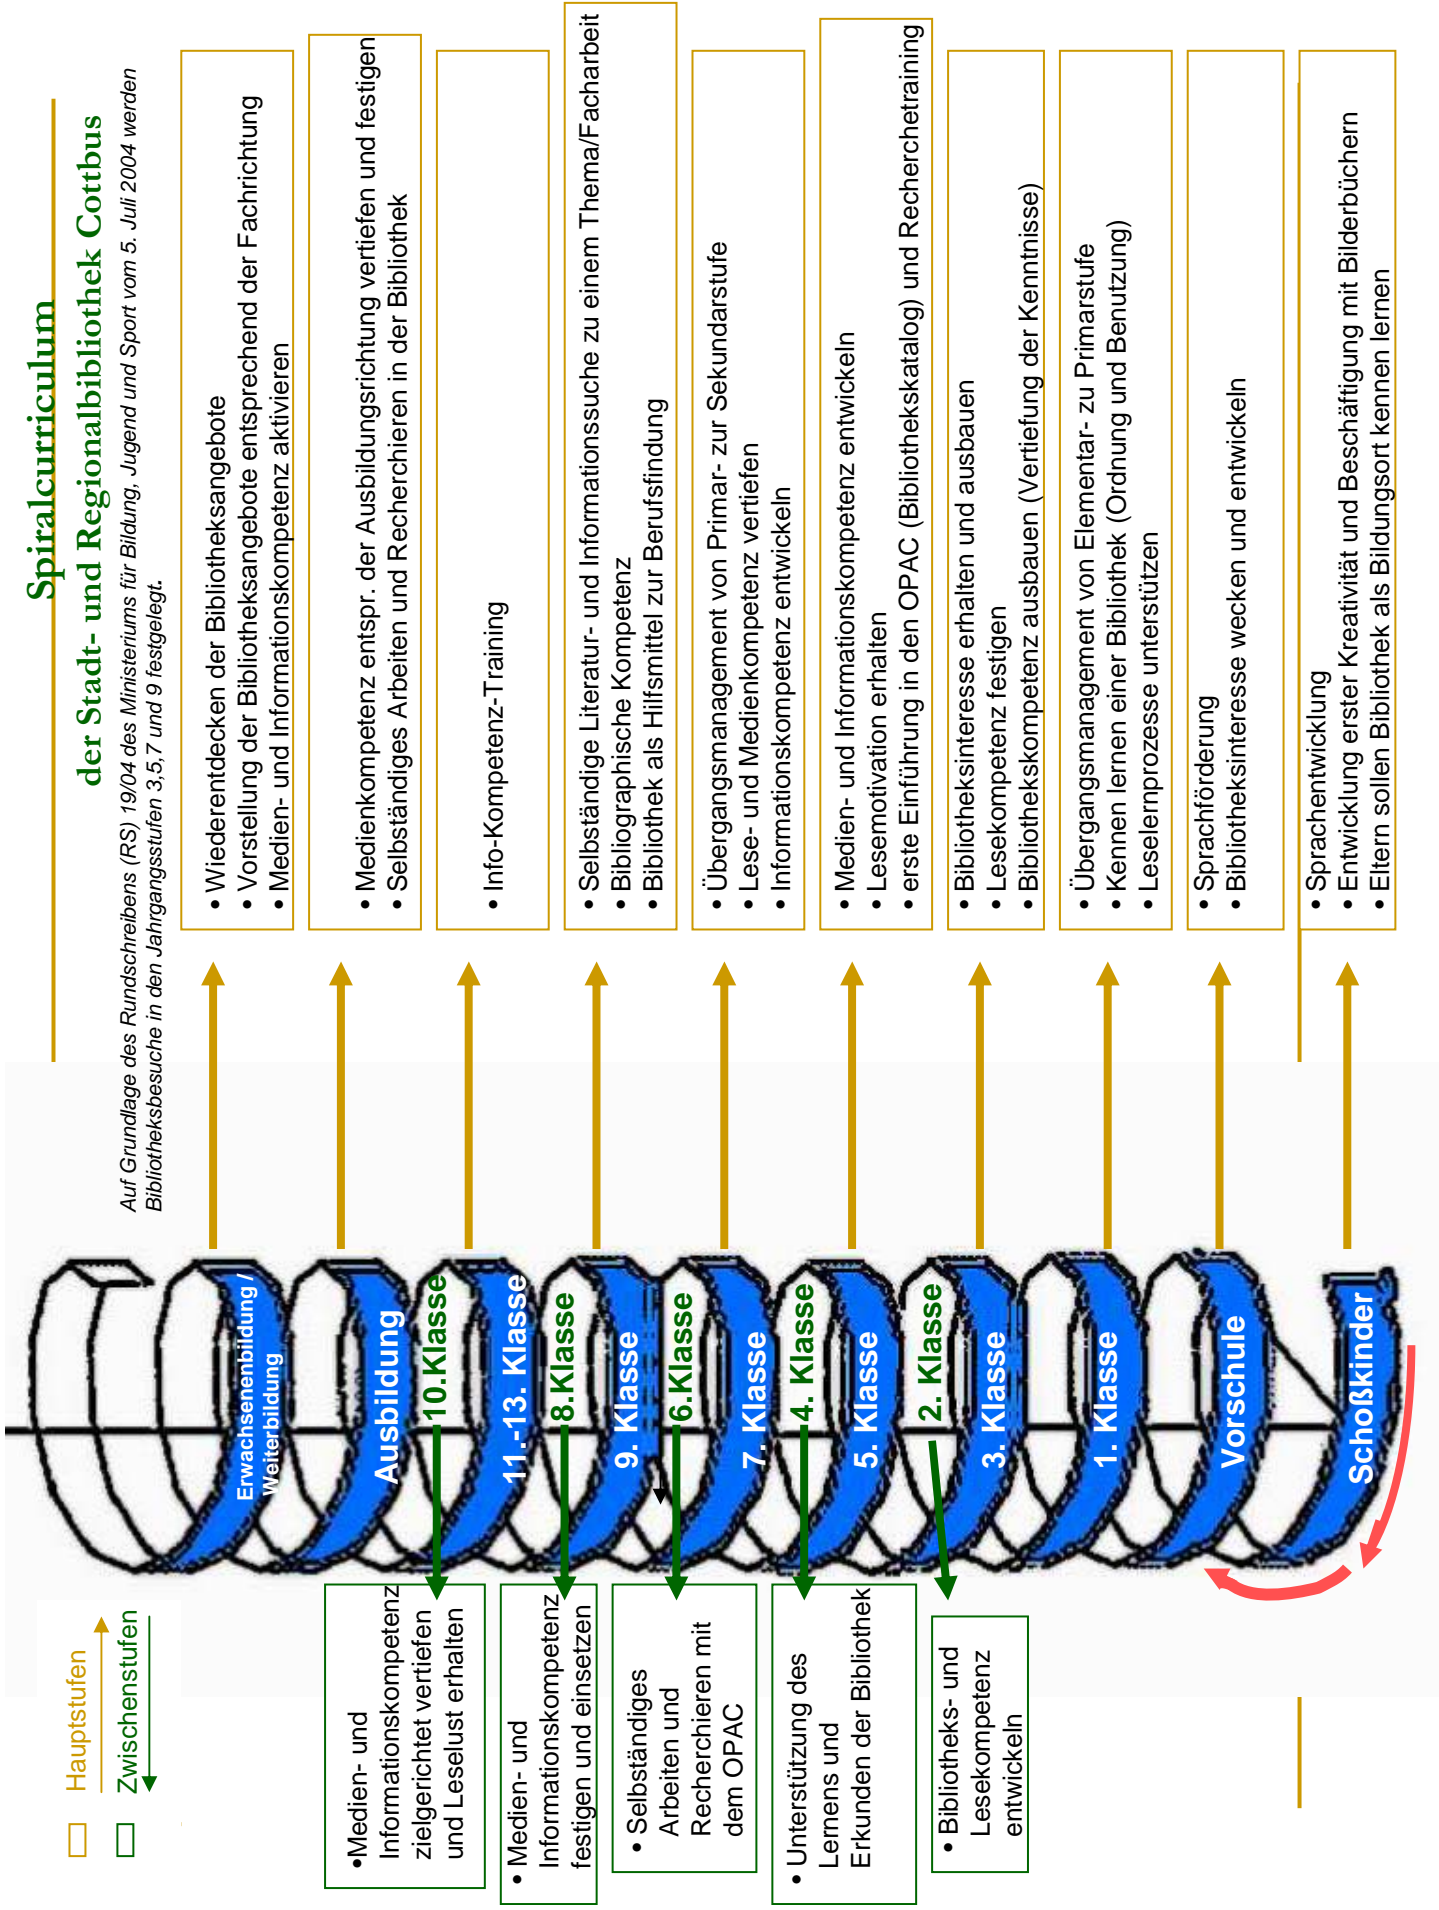 Spiralcurriculum
der Stadt- und Regionalbibliothek Cottbus
Auf Grundlage des Rundschreibens (RS) 19/04 des Ministeriums für Bildung, Jugend und Sport vom 5. Juli 2004 werden
Bibliotheksbesuche in den Jahrgangsstufen 3,5,7 und 9 festgelegt.
Hauptstufen
Zwischenstufen
Erwachsenenbildung /
Weiterbildung
• Wiederentdecken der Bibliotheksangebote
• Vorstellung der Bibliotheksangebote entsprechend der Fachrichtung
• Medien- und Informationskompetenz aktivieren
Ausbildung
• Medienkompetenz entspr. der Ausbildungsrichtung vertiefen und festigen
• Selbständiges Arbeiten und Recherchieren in der Bibliothek
10.Klasse
•Medien- und
Informationskompetenz
zielgerichtet vertiefen
und Leselust erhalten
11.-13. Klasse
• Info-Kompetenz-Training
8.Klasse
• Medien- und
Informationskompetenz
festigen und einsetzen
9. Klasse
• Selbständige Literatur- und Informationssuche zu einem Thema/Facharbeit
• Bibliographische Kompetenz
• Bibliothek als Hilfsmittel zur Berufsfindung
6.Klasse
• Selbständiges
Arbeiten und
Recherchieren mit
dem OPAC
7. Klasse
• Übergangsmanagement von Primar- zur Sekundarstufe
• Lese- und Medienkompetenz vertiefen
• Informationskompetenz entwickeln
4. Klasse
• Unterstützung des
Lernens und
Erkunden der Bibliothek
5. Klasse
• Medien- und Informationskompetenz entwickeln
• Lesemotivation erhalten
• erste Einführung in den OPAC (Bibliothekskatalog) und Recherchetraining
2. Klasse
• Bibliotheks- und
Lesekompetenz
entwickeln
3. Klasse
• Bibliotheksinteresse erhalten und ausbauen
• Lesekompetenz festigen
• Bibliothekskompetenz ausbauen (Vertiefung der Kenntnisse)
1. Klasse
• Übergangsmanagement von Elementar- zu Primarstufe
• Kennen lernen einer Bibliothek (Ordnung und Benutzung)
• Leselernprozesse unterstützen
Vorschule
• Sprachförderung
• Bibliotheksinteresse wecken und entwickeln
Schoßkinder
• Sprachentwicklung
• Entwicklung erster Kreativität und Beschäftigung mit Bilderbüchern
• Eltern sollen Bibliothek als Bildungsort kennen lernen